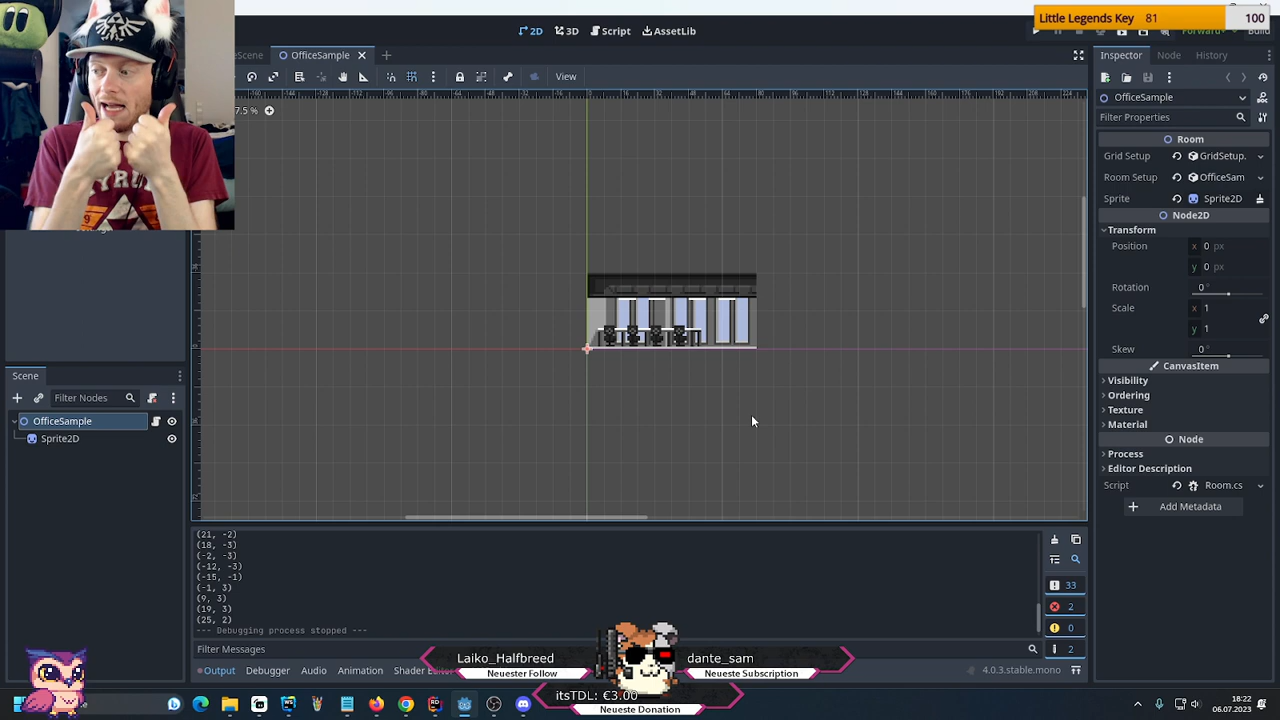 Little Legends Key 81 100
2D 3D Script AssetLib
Scene OfficeSample
View
7.5 %
Inspector Node History
OfficeSample
Filter Properties
Room
Grid Setup GridSetup.
Room Setup OfficeSam
Sprite Sprite2D
Node2D
Transform
Position x 0 px
y 0 px
Rotation 0 °
Scale x 1
y 1
Skew 0 °
CanvasItem
Visibility
Ordering
Texture
Material
Node
Process
Editor Description
Script Room.cs
Add Metadata
Scene
Filter Nodes
OfficeSample
Sprite2D
(21, -2)
(18, -3)
(-2, -3)
(-12, -3)
(-15, -1)
(-1, 3)
(9, 3)
(19, 3)
(25, 2)
--- Debugging process stopped ---
Filter Messages
33
2
0
2
Output Debugger Audio Animation Shader
4.0.3.stable.mono
Laiko_Halfbreed
Neuester Follow
dante_sam
Neueste Subscription
itsTDL: €3.00
Neueste Donation
18:22
06.07.2023